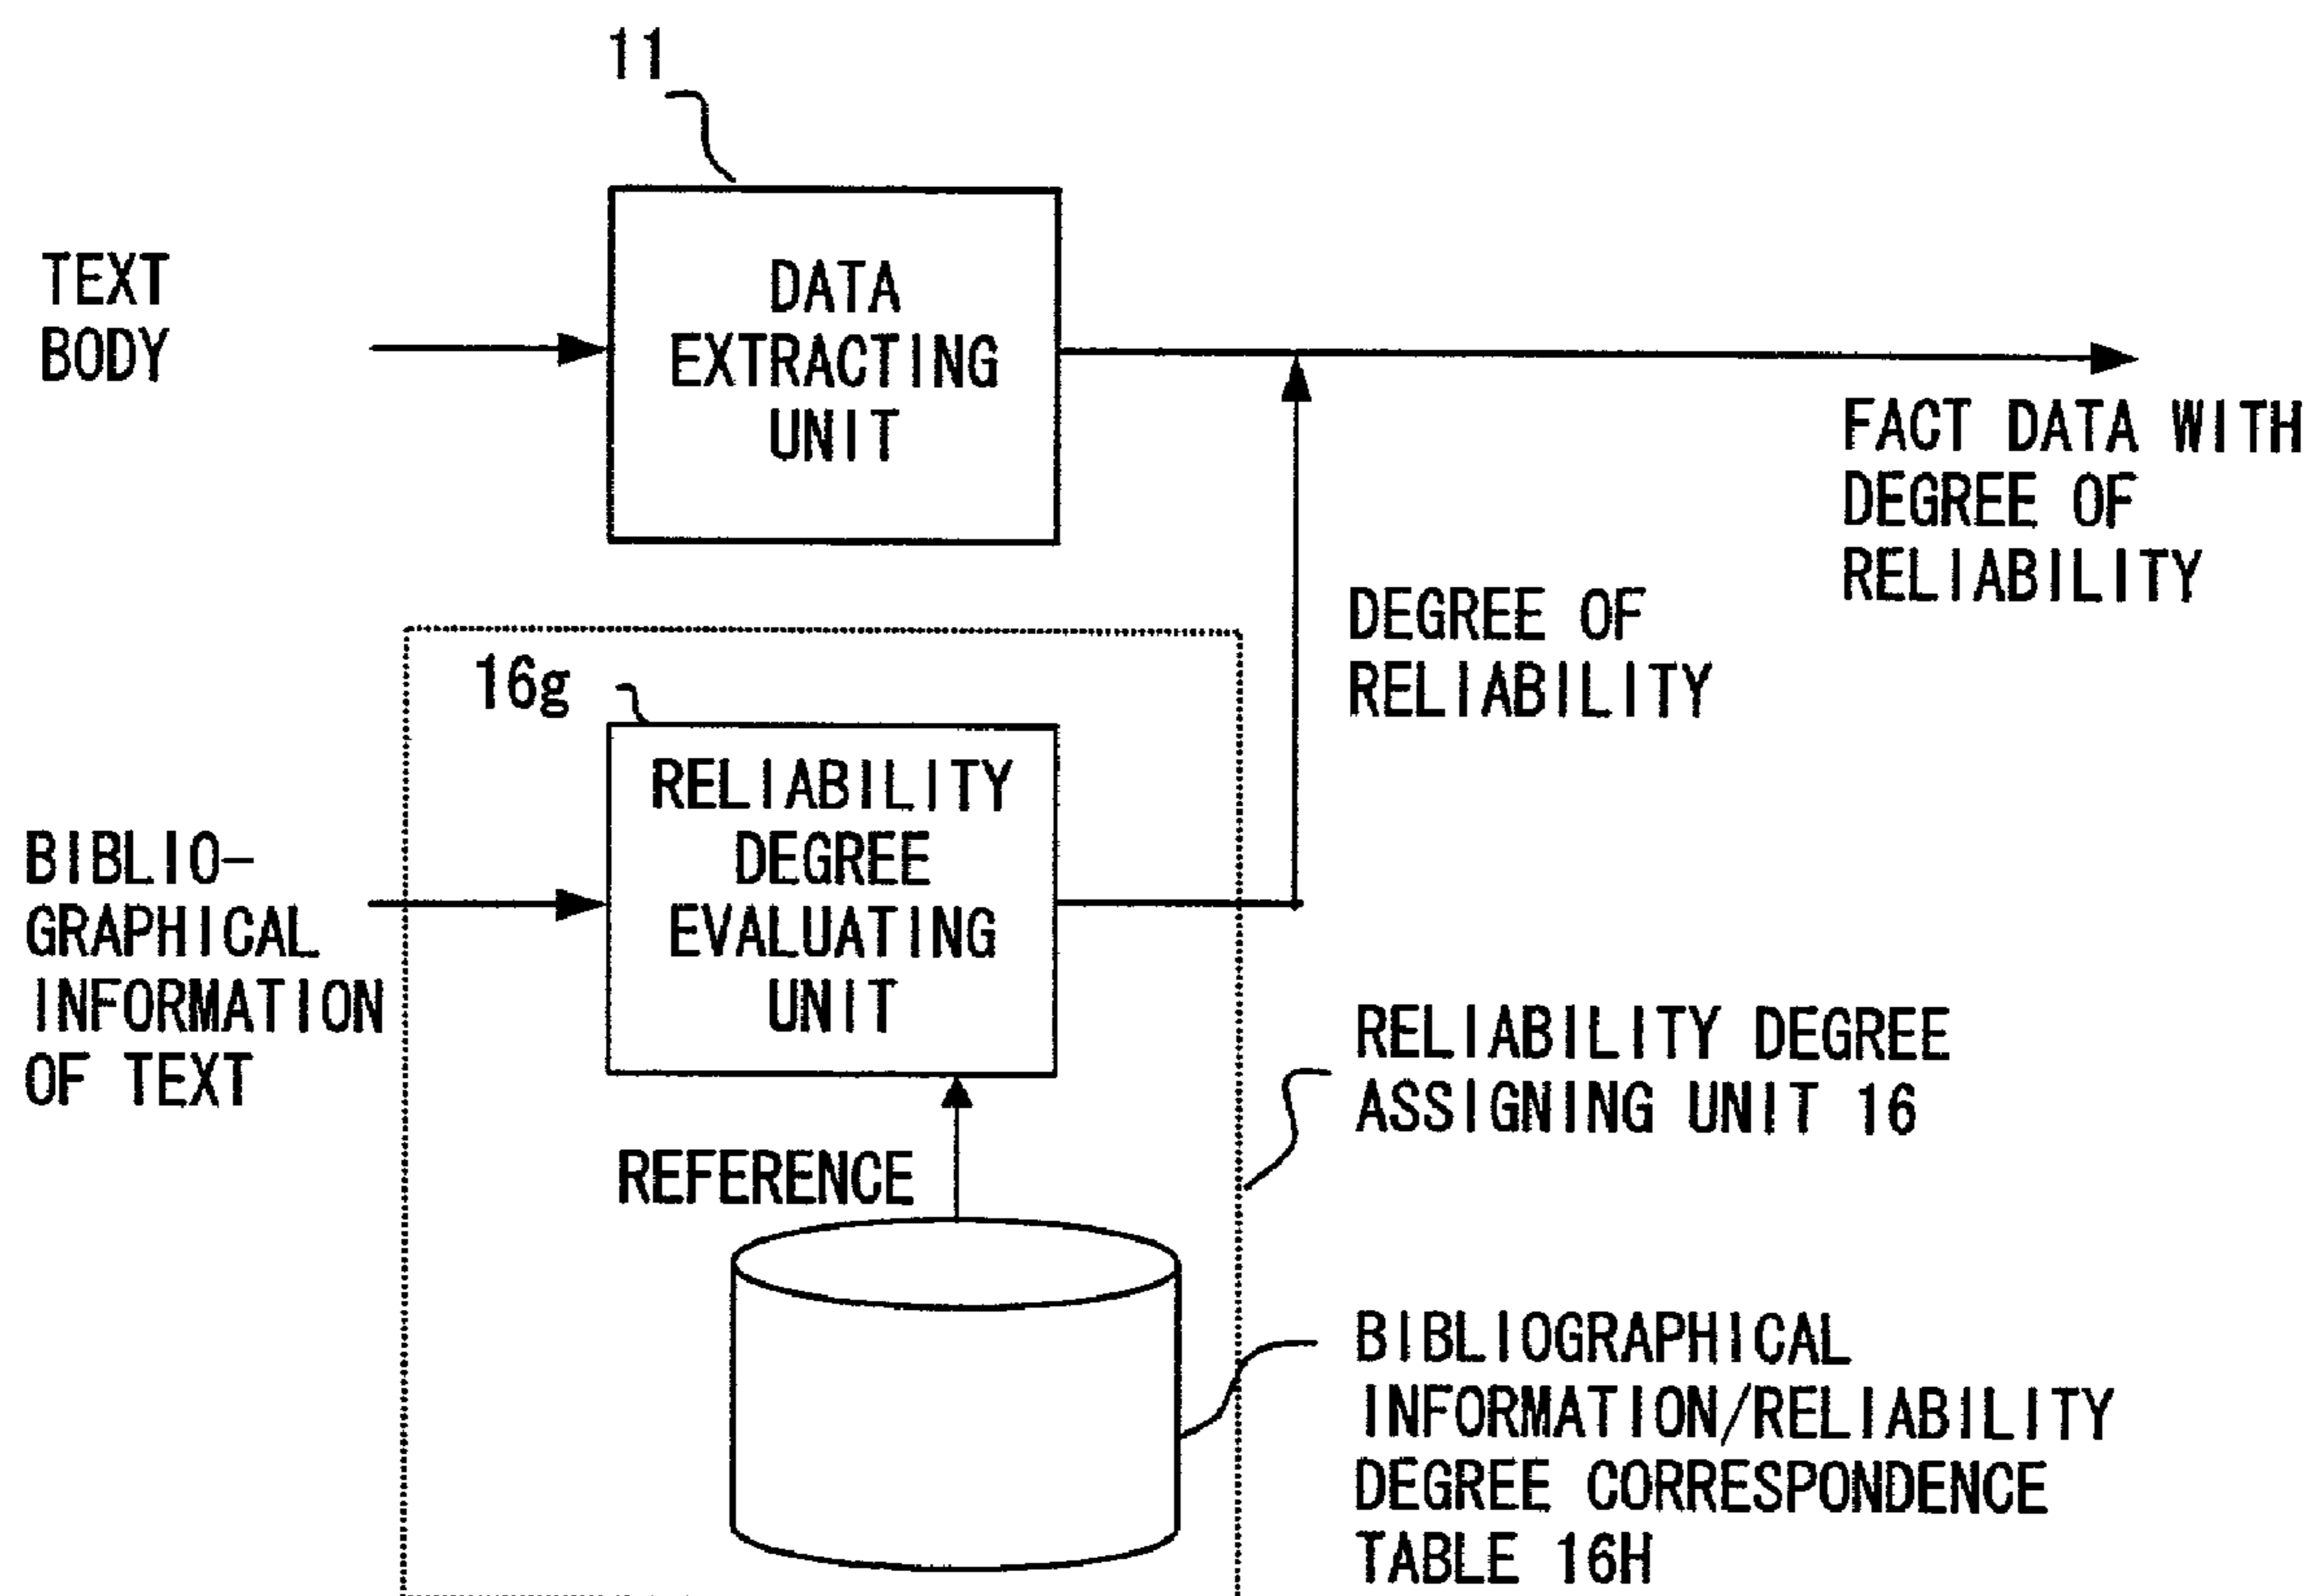 11
TEXT
BODY
DATA
EXTRACTING
UNIT
FACT DATA WITH
DEGREE OF
RELIABILITY
DEGREE OF
RELIABILITY
16g
RELIABILITY
DEGREE
EVALUATING
UNIT
BIBLIO-
GRAPHICAL
INFORMATION
OF TEXT
RELIABILITY DEGREE
ASSIGNING UNIT 16
REFERENCE
BIBLIOGRAPHICAL
INFORMATION/RELIABILITY
DEGREE CORRESPONDENCE
TABLE 16H